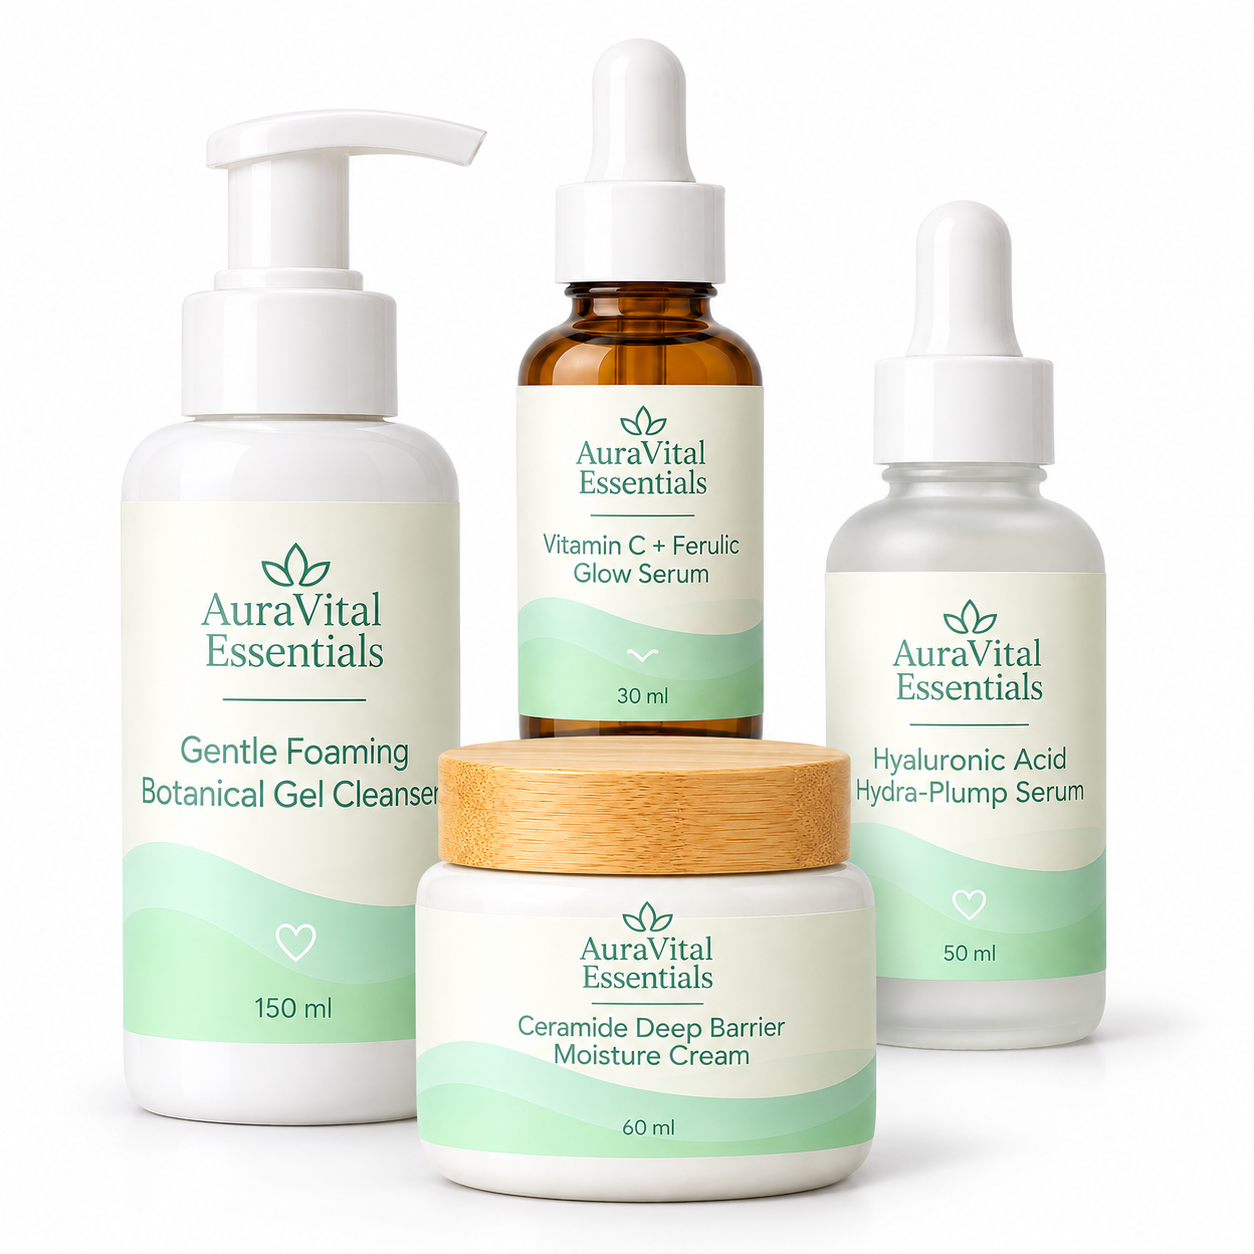 AuraVital
Essentials
Gentle Foaming
Botanical Gel Cleanser
150 ml
AuraVital
Essentials
Vitamin C + Ferulic
Glow Serum
30 ml
AuraVital
Essentials
Hyaluronic Acid
Hydra-Plump Serum
50 ml
AuraVital
Essentials
Ceramide Deep Barrier
Moisture Cream
60 ml